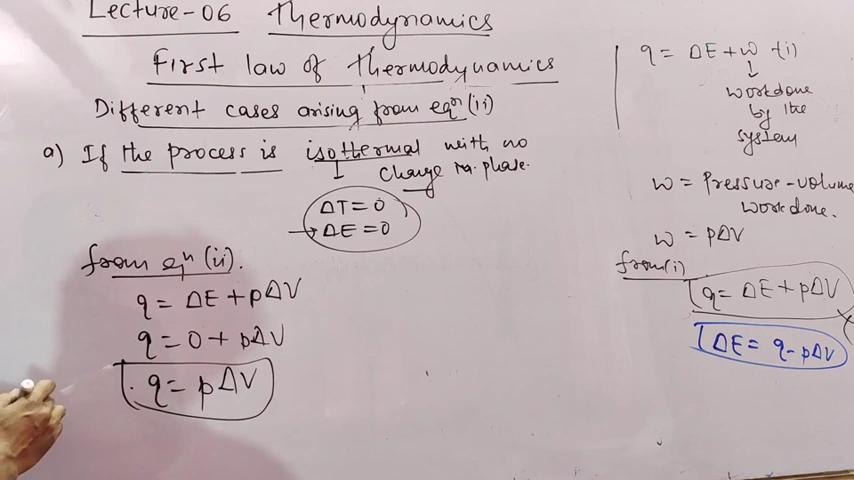 Lecture-06 Thermodynamics
First law of Thermodynamics
Different cases arising from eqn (ii)
a) If the process is isothermal with no
change in phase.
ΔT=0
→ ΔE=0
from eqn (ii).
q = ΔE + pΔV
q = 0 + pΔV
q = pΔV
q = ΔE + w -(i)
↓
workdone
by the
system
w = Pressure-volume
workdone.
w = pΔV
from(i)
q = ΔE + pΔV
ΔE = q - pΔV